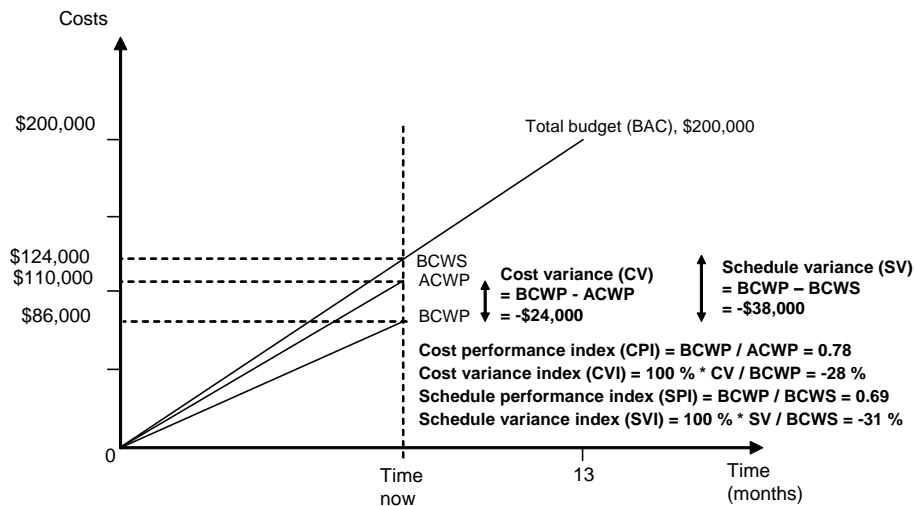 Costs
$200,000
Total budget (BAC), $200,000
$124,000
$110,000
$86,000
BCWS
ACWP
BCWP
Cost variance (CV)
= BCWP - ACWP
= -$24,000
Schedule variance (SV)
= BCWP – BCWS
= -$38,000
Cost performance index (CPI) = BCWP / ACWP = 0.78
Cost variance index (CVI) = 100 % * CV / BCWP = -28 %
Schedule performance index (SPI) = BCWP / BCWS = 0.69
Schedule variance index (SVI) = 100 % * SV / BCWS = -31 %
0
Time
now
13
Time
(months)